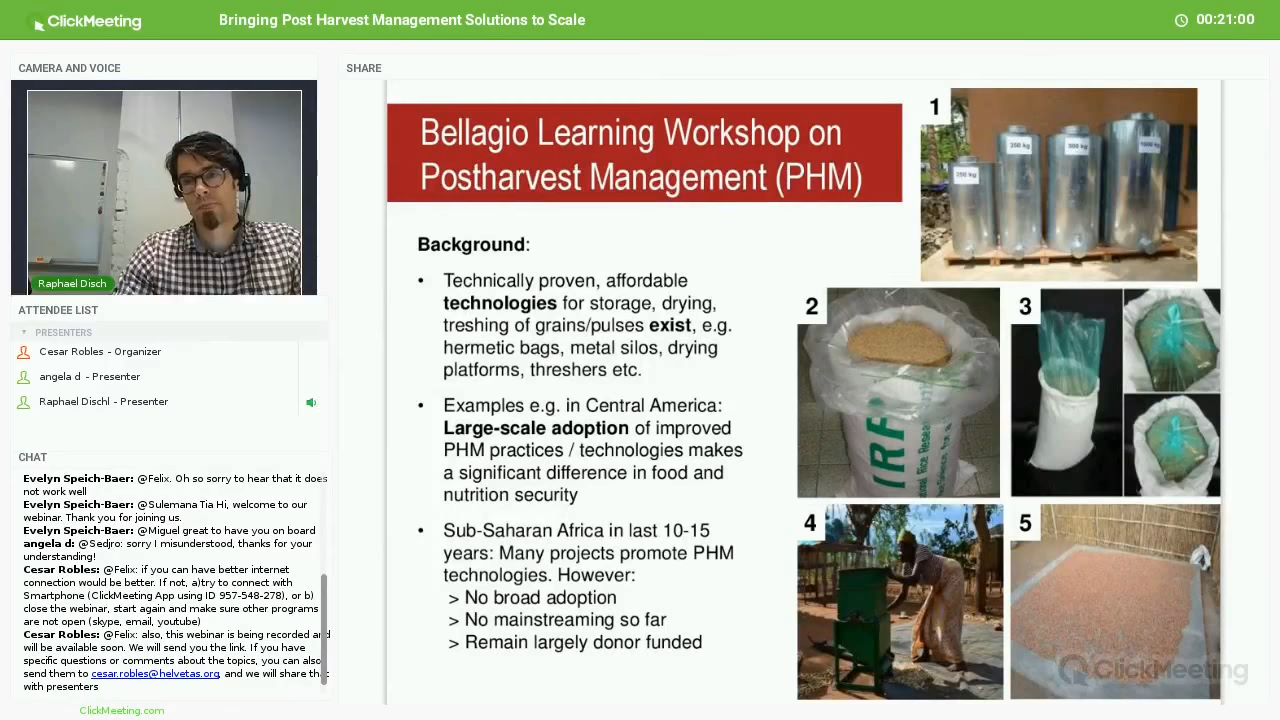 ClickMeeting
Bringing Post Harvest Management Solutions to Scale
00:21:00
CAMERA AND VOICE
SHARE
Raphael Disch
ATTENDEE LIST
PRESENTERS
Cesar Robles - Organizer
angela d - Presenter
Raphael Dischl - Presenter
CHAT
Evelyn Speich-Baer: @Felix. Oh so sorry to hear that it does
not work well
Evelyn Speich-Baer: @Sulemana Tia Hi, welcome to our
webinar. Thank you for joining us.
Evelyn Speich-Baer: @Miguel great to have you on board
angela d: @Sedjro: sorry I misunderstood, thanks for your
understanding!
Cesar Robles: @Felix: if you can have better internet
connection would be better. If not, a)try to connect with
Smartphone (ClickMeeting App using ID 957-548-278), or b)
close the webinar, start again and make sure other programs
are not open (skype, email, youtube)
Cesar Robles: @Felix: also, this webinar is being recorded and
will be available soon. We will send you the link. If you have
specific questions or comments about the topics, you can also
send them to cesar.robles@helvetas.org, and we will share that
with presenters
ClickMeeting.com
Bellagio Learning Workshop on
Postharvest Management (PHM)
Background:
• Technically proven, affordable
technologies for storage, drying,
treshing of grains/pulses exist, e.g.
hermetic bags, metal silos, drying
platforms, threshers etc.
• Examples e.g. in Central America:
Large-scale adoption of improved
PHM practices / technologies makes
a significant difference in food and
nutrition security
• Sub-Saharan Africa in last 10-15
years: Many projects promote PHM
technologies. However:
> No broad adoption
> No mainstreaming so far
> Remain largely donor funded
1
350 kg
500 kg
2
3
4
5
ClickMeeting